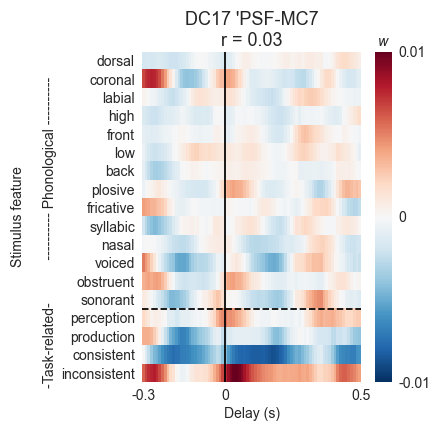 DC17 'PSF-MC7
r = 0.03
w
0.01
0
-0.01
Stimulus feature
---------- Phonological ----------
-Task-related-
dorsal
coronal
labial
high
front
low
back
plosive
fricative
syllabic
nasal
voiced
obstruent
sonorant
perception
production
consistent
inconsistent
-0.3
0
0.5
Delay (s)